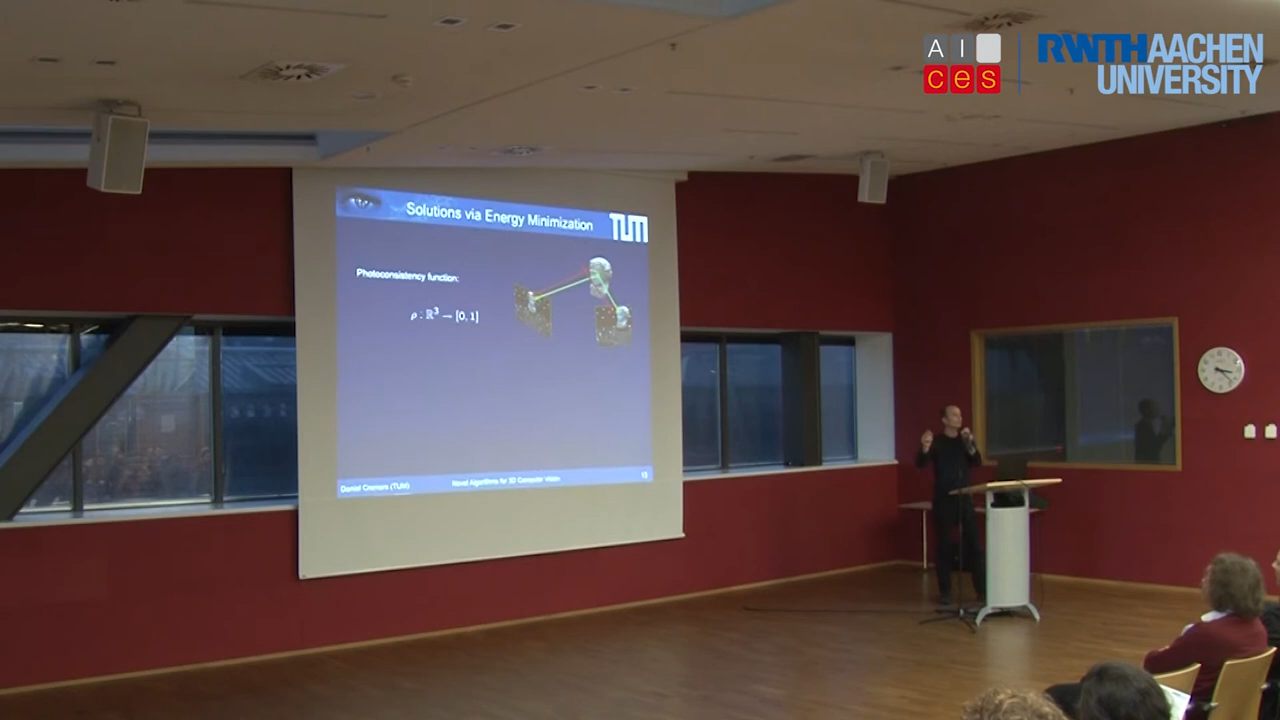 AI
ces
RWTHAACHEN
UNIVERSITY
Solutions via Energy Minimization
TUM
Photoconsistency function:
ρ : ℝ³ → [0, 1]
Daniel Cremers (TUM)
Novel Algorithms for 3D Computer Vision